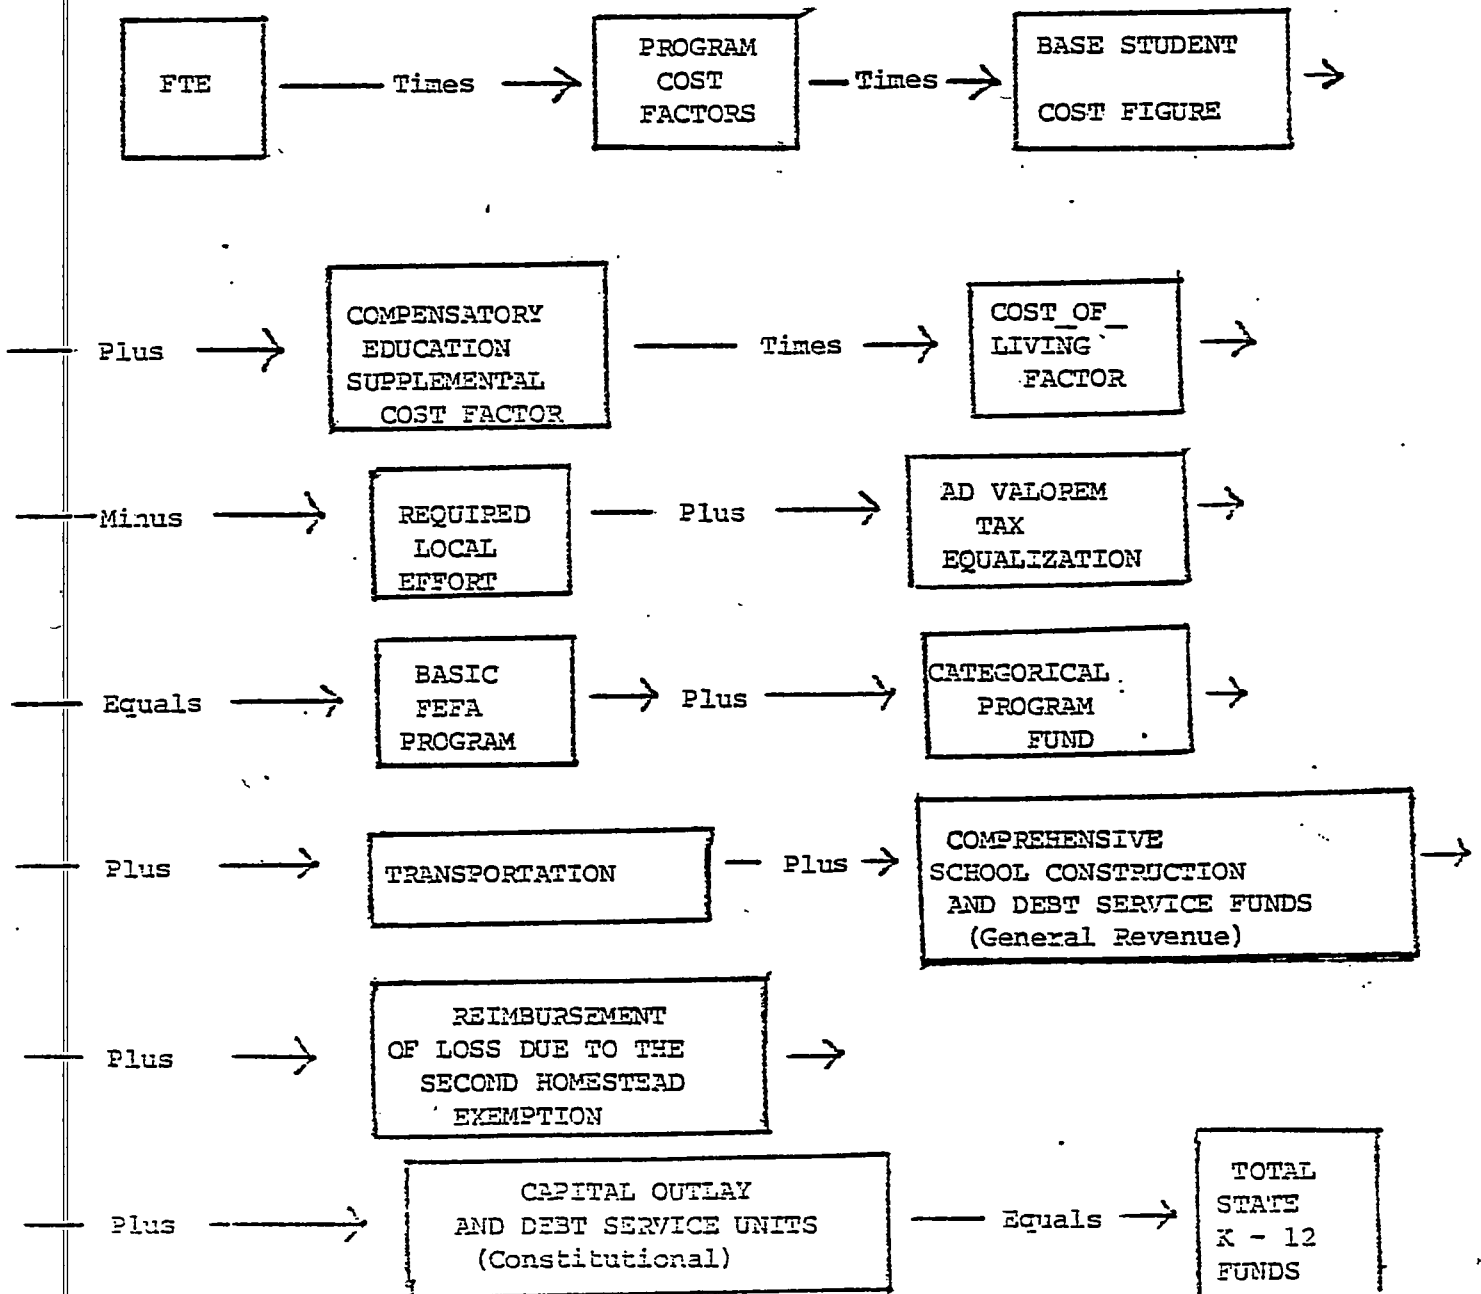 FTE
Times
PROGRAM
COST
FACTORS
Times
BASE STUDENT
COST FIGURE
Plus
COMPENSATORY
EDUCATION
SUPPLEMENTAL
COST FACTOR
Times
COST_OF_
LIVING
FACTOR
Minus
REQUIRED
LOCAL
EFFORT
Plus
AD VALOREM
TAX
EQUALIZATION
Equals
BASIC
FEFA
PROGRAM
Plus
CATEGORICAL
PROGRAM
FUND
Plus
TRANSPORTATION
Plus
COMPREHENSIVE
SCHOOL CONSTRUCTION
AND DEBT SERVICE FUNDS
(General Revenue)
Plus
REIMBURSEMENT
OF LOSS DUE TO THE
SECOND HOMESTEAD
EXEMPTION
Plus
CAPITAL OUTLAY
AND DEBT SERVICE UNITS
(Constitutional)
Equals
TOTAL
STATE
K - 12
FUNDS